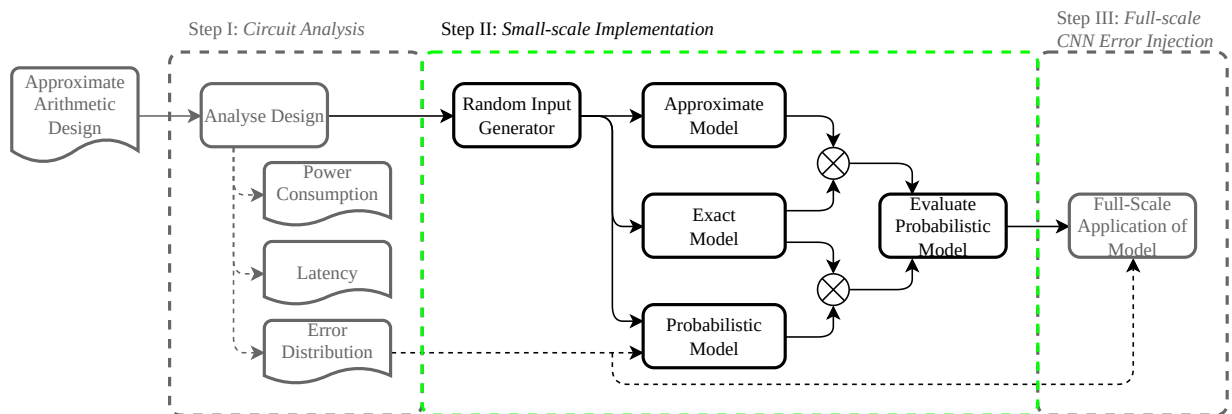 Step I: Circuit Analysis
Step II: Small-scale Implementation
Step III: Full-scale
CNN Error Injection
Approximate
Arithmetic
Design
Analyse Design
Power
Consumption
Latency
Error
Distribution
Random Input
Generator
Approximate
Model
Exact
Model
Probabilistic
Model
Evaluate
Probabilistic
Model
Full-Scale
Application of
Model